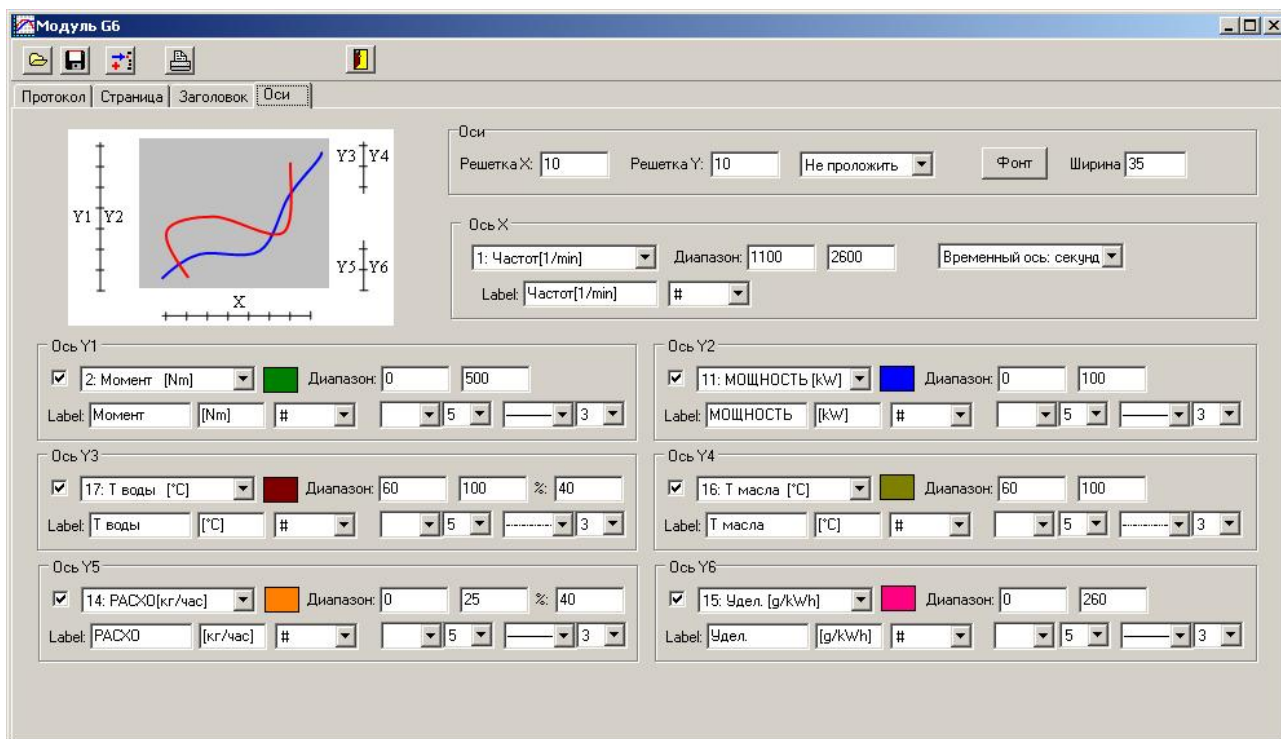 Модуль G6
Протокол Страница Заголовок Оси
Оси
Решетка X: 10 Решетка Y: 10 Не проложить Фонт Ширина 35
Y3 Y4
Y1 Y2
Y5 Y6
X
Ось X
1: Частот[1/min] Диапазон: 1100 2600 Временный ось: секунд
Label: Частот[1/min] #
Ось Y1
2: Момент [Nm] Диапазон: 0 500
Label: Момент [Nm] # 5 3
Ось Y2
11: МОЩНОСТЬ [kW] Диапазон: 0 100
Label: МОЩНОСТЬ [kW] # 5 3
Ось Y3
17: Т воды [°C] Диапазон: 60 100 %: 40
Label: Т воды [°C] # 5 3
Ось Y4
16: Т масла [°C] Диапазон: 60 100
Label: Т масла [°C] # 5 3
Ось Y5
14: РАСХО[кг/час] Диапазон: 0 25 %: 40
Label: РАСХО [кг/час] # 5 3
Ось Y6
15: Удел. [g/kWh] Диапазон: 0 260
Label: Удел. [g/kWh] # 5 3